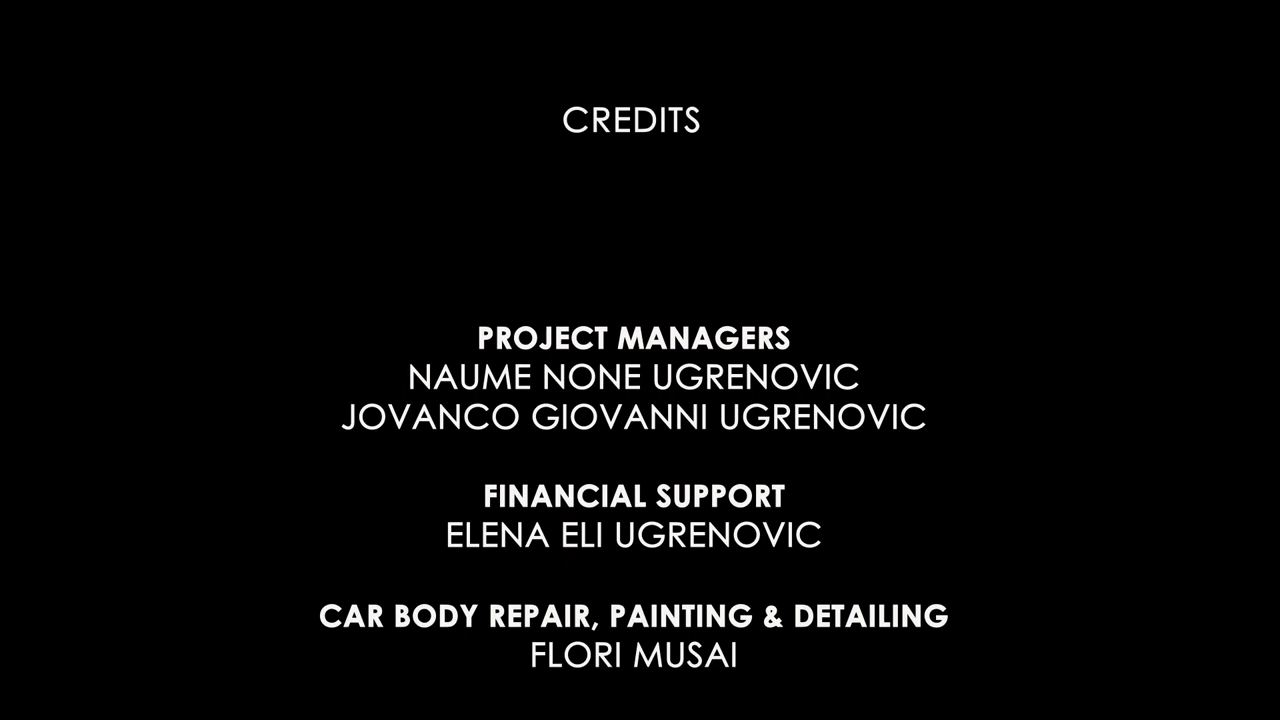 CREDITS
PROJECT MANAGERS
NAUME NONE UGRENOVIC
JOVANCO GIOVANNI UGRENOVIC
FINANCIAL SUPPORT
ELENA ELI UGRENOVIC
CAR BODY REPAIR, PAINTING & DETAILING
FLORI MUSAI